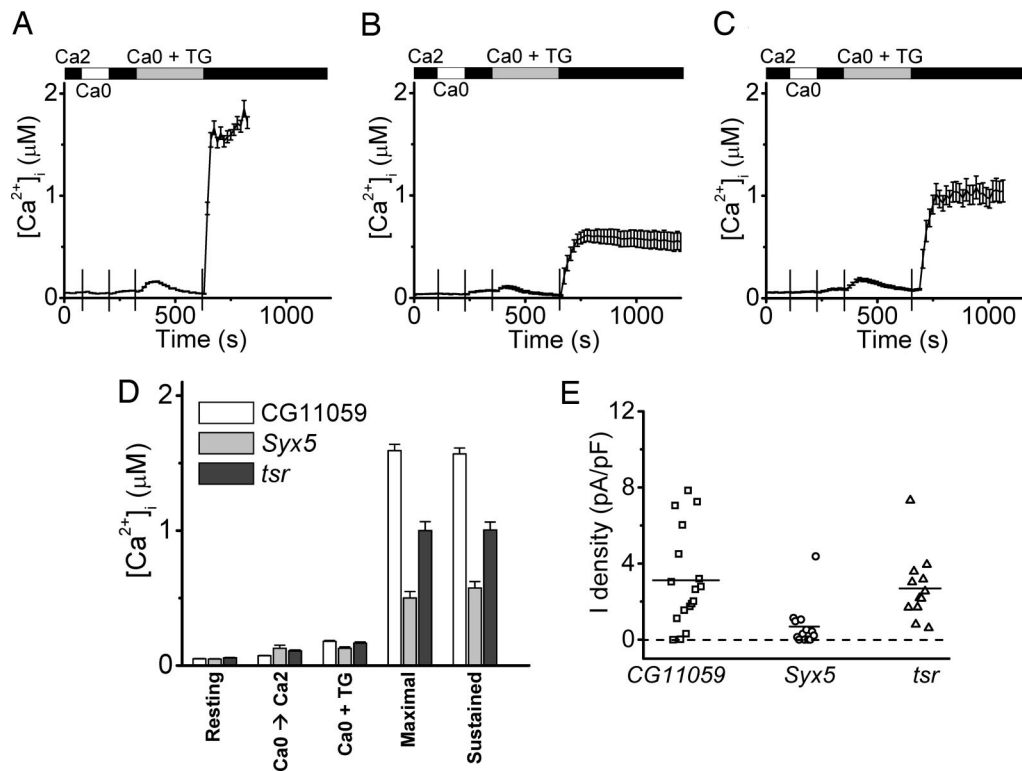 A
Ca2
Ca0
Ca0 + TG
[Ca²⁺]ᵢ (μM)
2
1
0
0
500
1000
Time (s)
B
Ca2
Ca0
Ca0 + TG
[Ca²⁺]ᵢ (μM)
2
1
0
0
500
1000
Time (s)
C
Ca2
Ca0
Ca0 + TG
[Ca²⁺]ᵢ (μM)
2
1
0
0
500
1000
Time (s)
D
CG11059
Syx5
tsr
[Ca²⁺]ᵢ (μM)
2
1
0
Resting
Ca0 → Ca2
Ca0 + TG
Maximal
Sustained
E
I density (pA/pF)
12
8
4
0
CG11059
Syx5
tsr